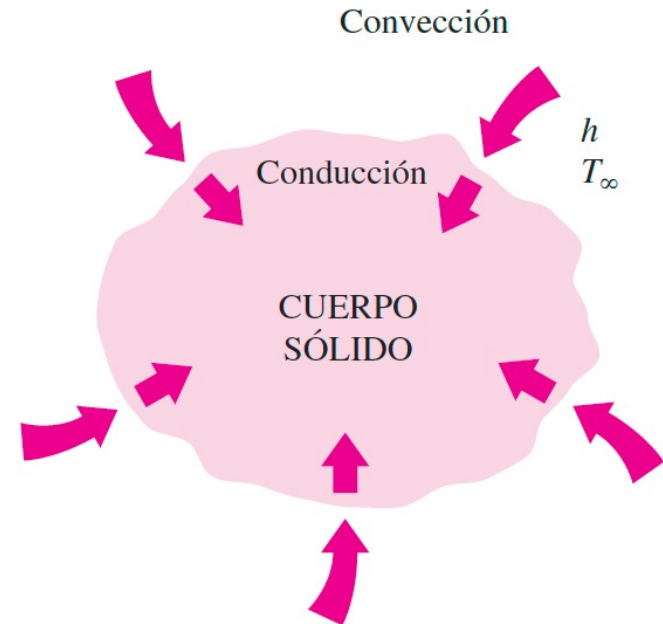 Convección
h
T∞
Conducción
CUERPO
SÓLIDO